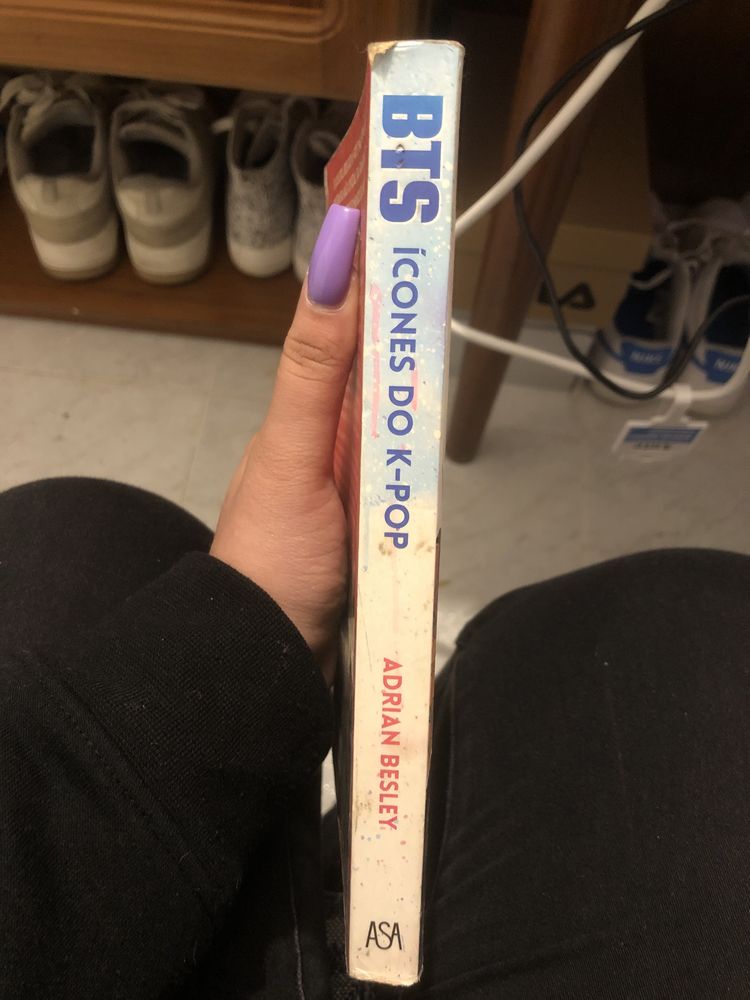 BTS
ÍCONES DO K-POP
ADRIAN BESLEY
ASA